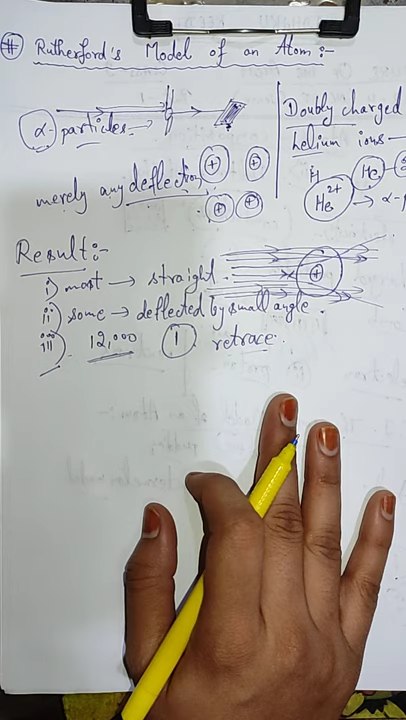 # Rutherford's Model of an Atom:-
α-particles
Doubly charged
helium ions-
He
He²⁺ → α-
merely any deflection
+ +
+ +
Result:-
i) most → straight.
+
ii) some → deflected by small angle.
iii) 12,000 1 retrace.